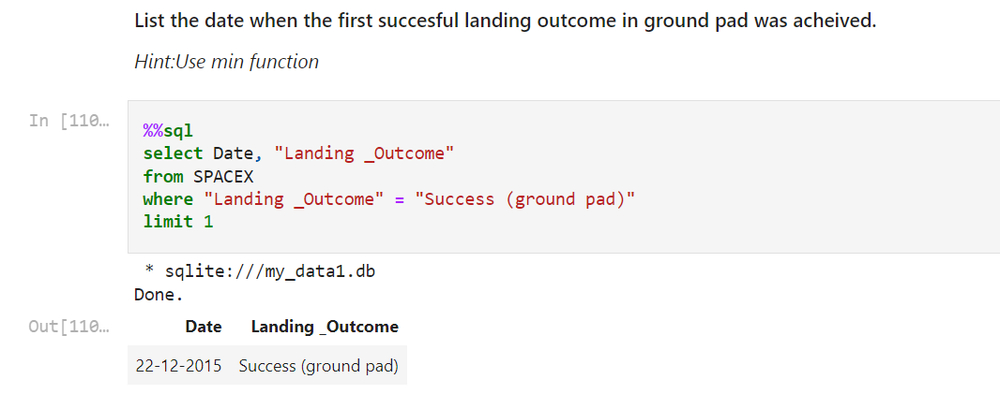 List the date when the first succesful landing outcome in ground pad was acheived.
Hint:Use min function
In [110…
%%sql
select Date, "Landing _Outcome"
from SPACEX
where "Landing _Outcome" = "Success (ground pad)"
limit 1
* sqlite:///my_data1.db
Done.
Out[110…
Date Landing _Outcome
22-12-2015 Success (ground pad)